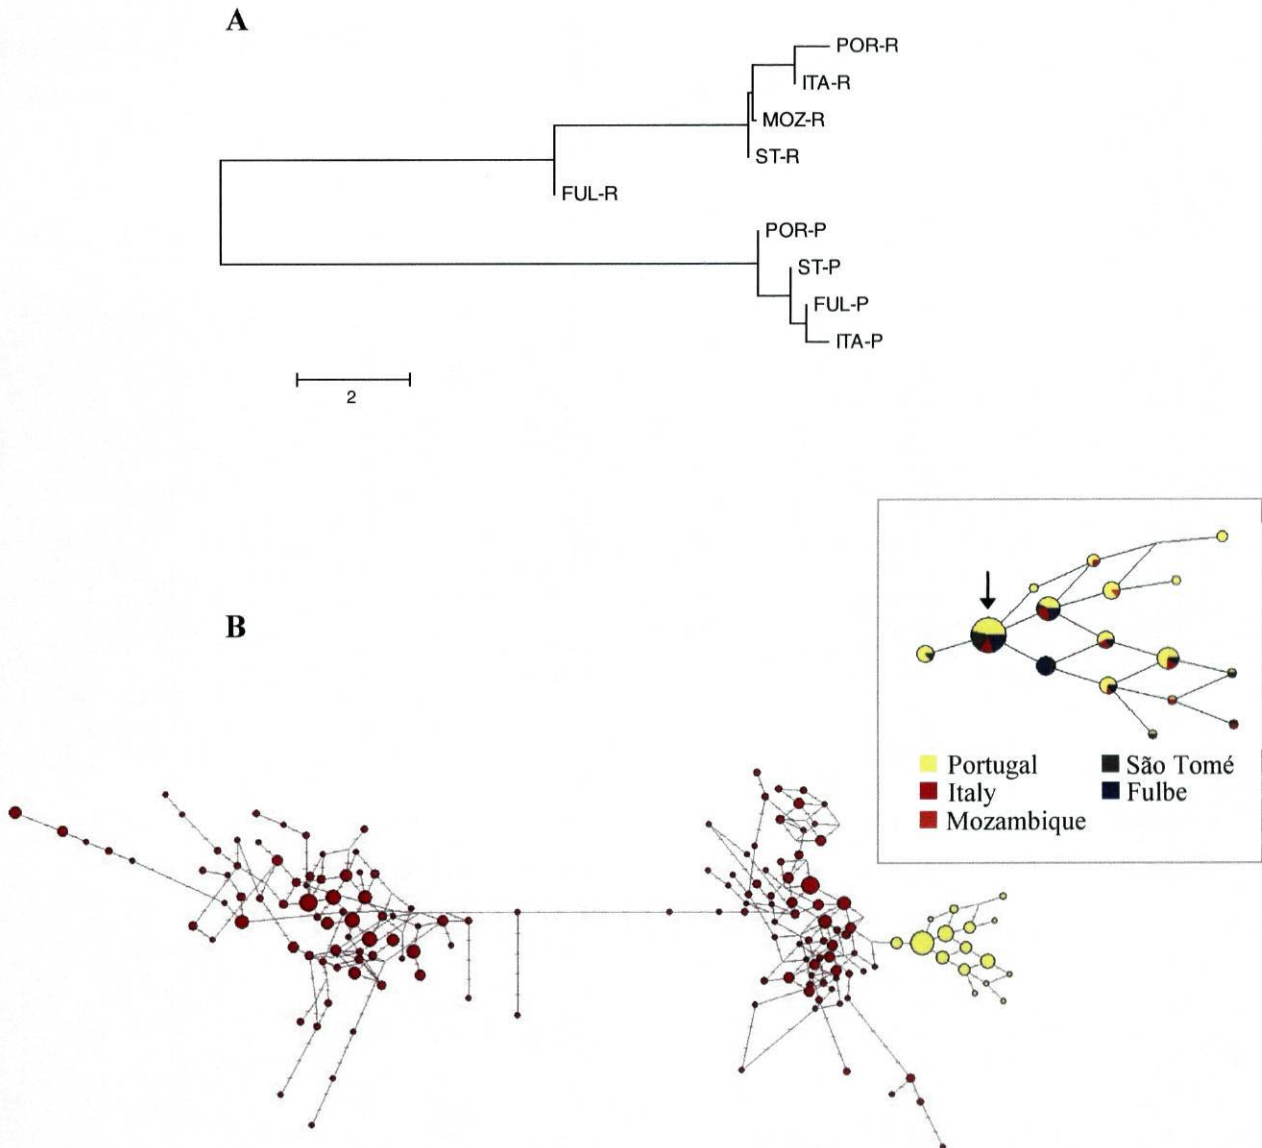 A
POR-R
ITA-R
MOZ-R
ST-R
FUL-R
POR-P
ST-P
FUL-P
ITA-P
2
B
Portugal
São Tomé
Italy
Fulbe
Mozambique